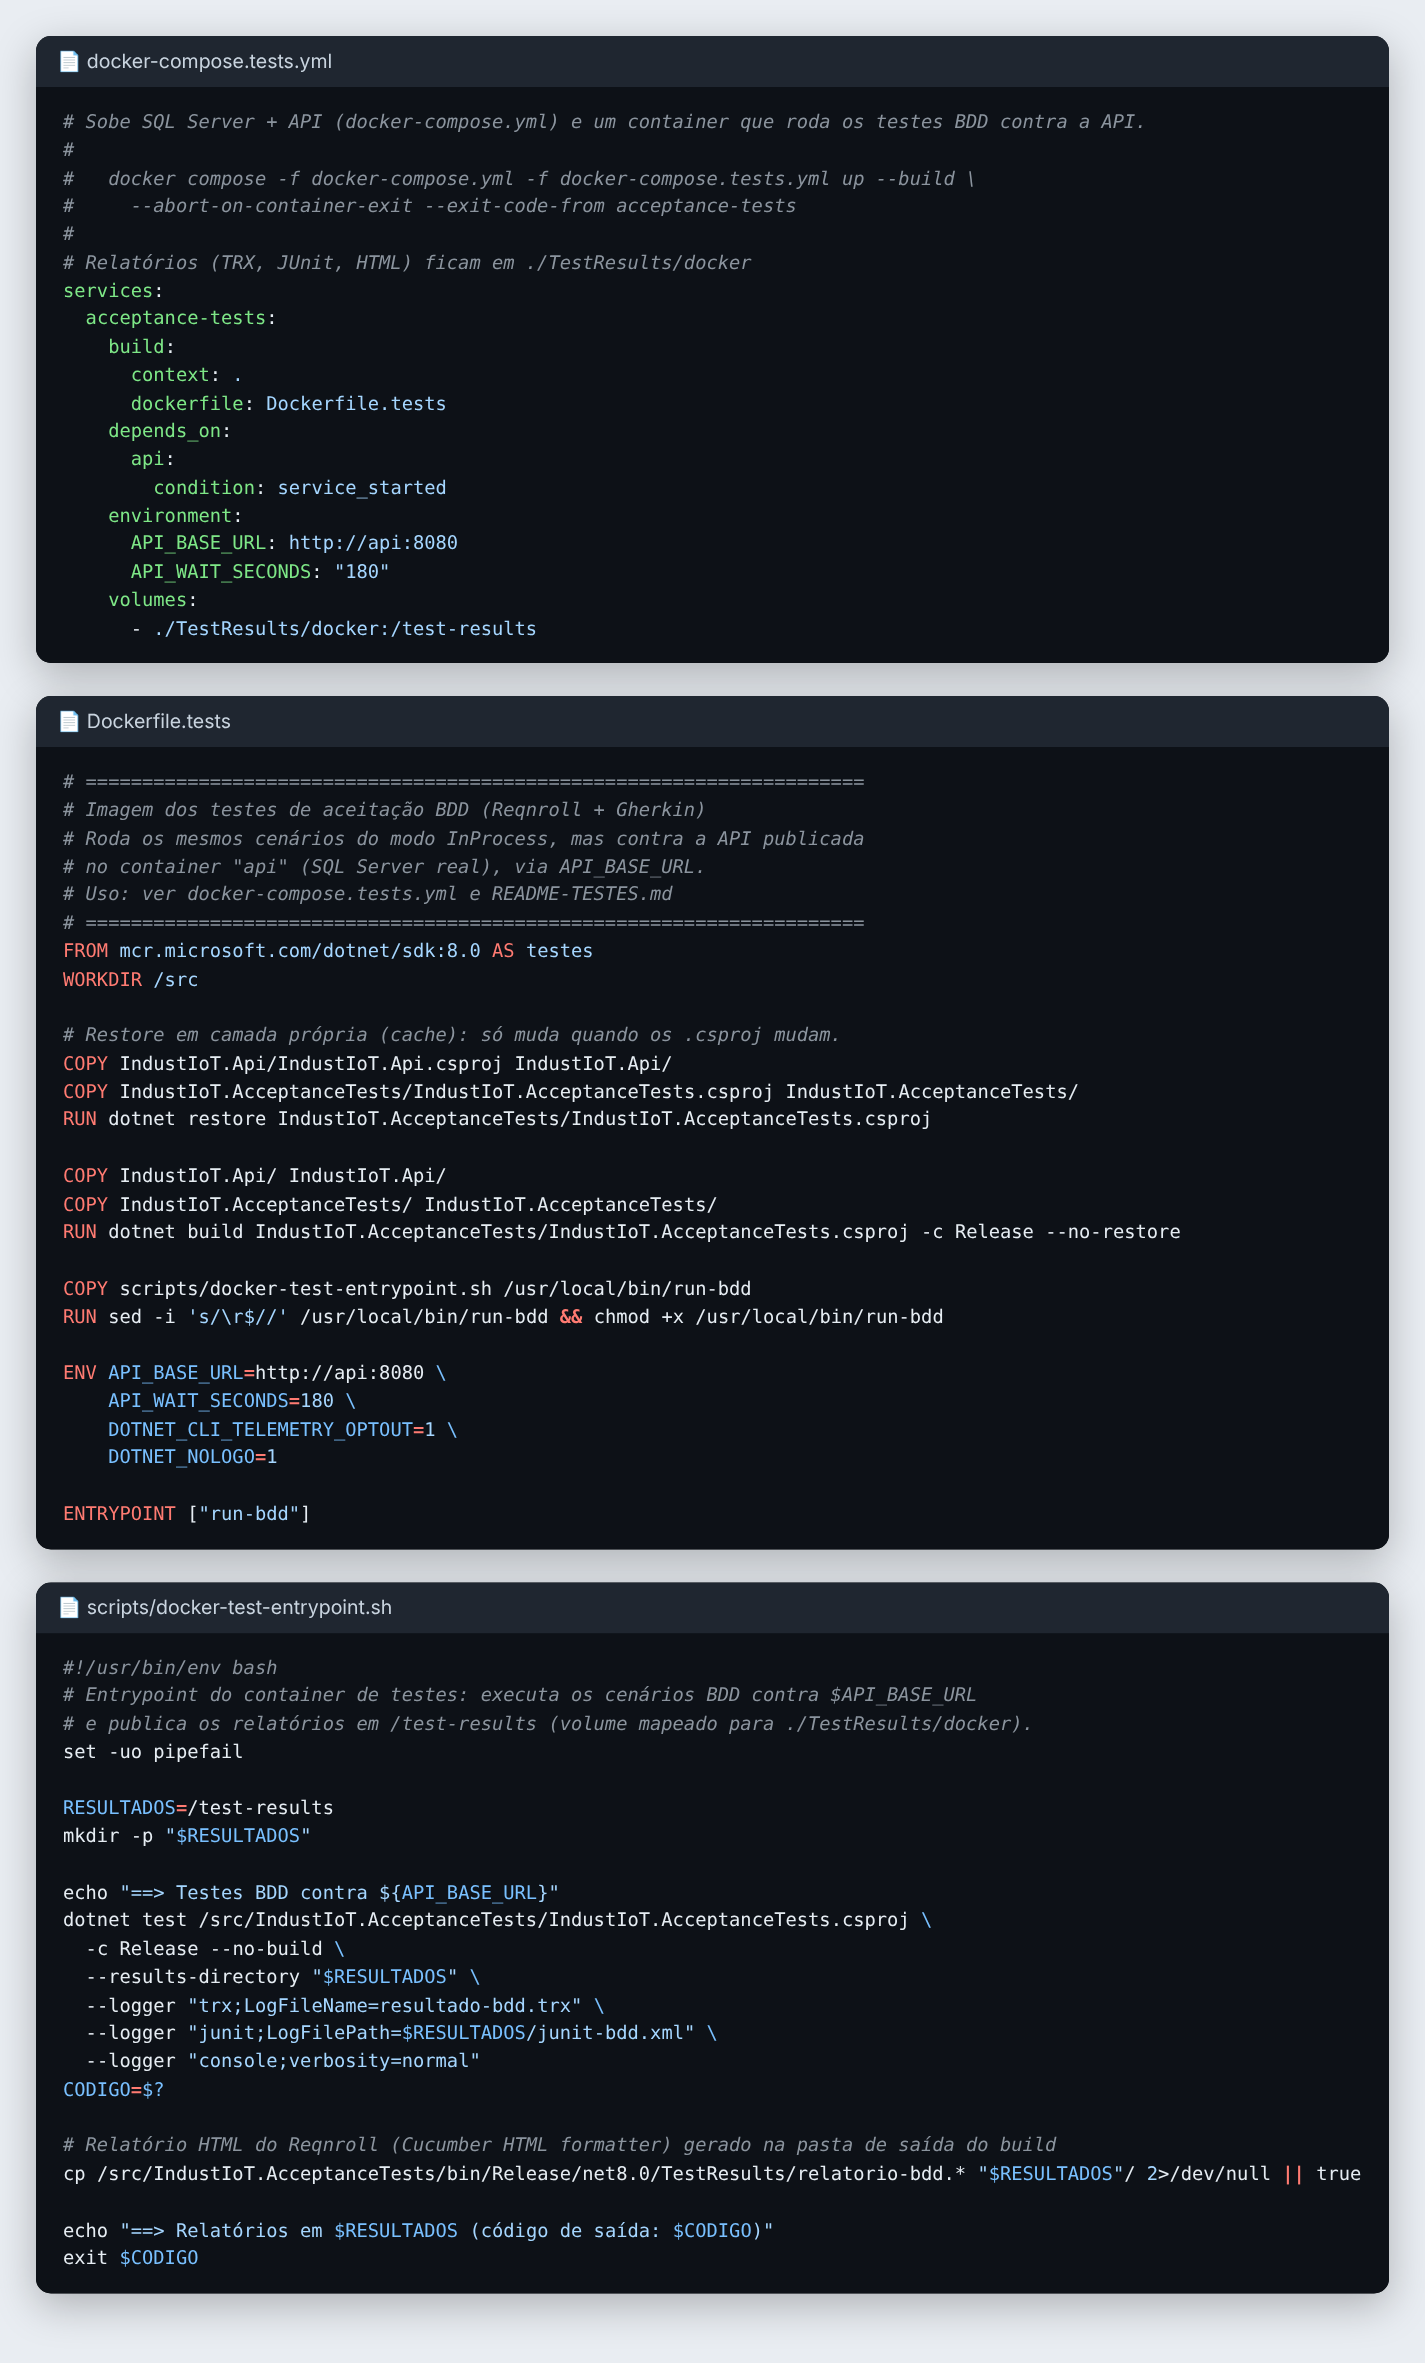 docker-compose.tests.yml
# Sobe SQL Server + API (docker-compose.yml) e um container que roda os testes BDD contra a API.
#
#   docker compose -f docker-compose.yml -f docker-compose.tests.yml up --build \
#     --abort-on-container-exit --exit-code-from acceptance-tests
#
# Relatórios (TRX, JUnit, HTML) ficam em ./TestResults/docker
services:
  acceptance-tests:
    build:
      context: .
      dockerfile: Dockerfile.tests
    depends_on:
      api:
        condition: service_started
    environment:
      API_BASE_URL: http://api:8080
      API_WAIT_SECONDS: "180"
    volumes:
      - ./TestResults/docker:/test-results
Dockerfile.tests
# =====================================================================
# Imagem dos testes de aceitação BDD (Reqnroll + Gherkin)
# Roda os mesmos cenários do modo InProcess, mas contra a API publicada
# no container "api" (SQL Server real), via API_BASE_URL.
# Uso: ver docker-compose.tests.yml e README-TESTES.md
# =====================================================================
FROM mcr.microsoft.com/dotnet/sdk:8.0 AS testes
WORKDIR /src
# Restore em camada própria (cache): só muda quando os .csproj mudam.
COPY IndustIoT.Api/IndustIoT.Api.csproj IndustIoT.Api/
COPY IndustIoT.AcceptanceTests/IndustIoT.AcceptanceTests.csproj IndustIoT.AcceptanceTests/
RUN dotnet restore IndustIoT.AcceptanceTests/IndustIoT.AcceptanceTests.csproj
COPY IndustIoT.Api/ IndustIoT.Api/
COPY IndustIoT.AcceptanceTests/ IndustIoT.AcceptanceTests/
RUN dotnet build IndustIoT.AcceptanceTests/IndustIoT.AcceptanceTests.csproj -c Release --no-restore
COPY scripts/docker-test-entrypoint.sh /usr/local/bin/run-bdd
RUN sed -i 's/\r$//' /usr/local/bin/run-bdd && chmod +x /usr/local/bin/run-bdd
ENV API_BASE_URL=http://api:8080 \
    API_WAIT_SECONDS=180 \
    DOTNET_CLI_TELEMETRY_OPTOUT=1 \
    DOTNET_NOLOGO=1
ENTRYPOINT ["run-bdd"]
scripts/docker-test-entrypoint.sh
#!/usr/bin/env bash
# Entrypoint do container de testes: executa os cenários BDD contra $API_BASE_URL
# e publica os relatórios em /test-results (volume mapeado para ./TestResults/docker).
set -uo pipefail
RESULTADOS=/test-results
mkdir -p "$RESULTADOS"
echo "==> Testes BDD contra ${API_BASE_URL}"
dotnet test /src/IndustIoT.AcceptanceTests/IndustIoT.AcceptanceTests.csproj \
  -c Release --no-build \
  --results-directory "$RESULTADOS" \
  --logger "trx;LogFileName=resultado-bdd.trx" \
  --logger "junit;LogFilePath=$RESULTADOS/junit-bdd.xml" \
  --logger "console;verbosity=normal"
CODIGO=$?
# Relatório HTML do Reqnroll (Cucumber HTML formatter) gerado na pasta de saída do build
cp /src/IndustIoT.AcceptanceTests/bin/Release/net8.0/TestResults/relatorio-bdd.* "$RESULTADOS"/ 2>/dev/null || true
echo "==> Relatórios em $RESULTADOS (código de saída: $CODIGO)"
exit $CODIGO